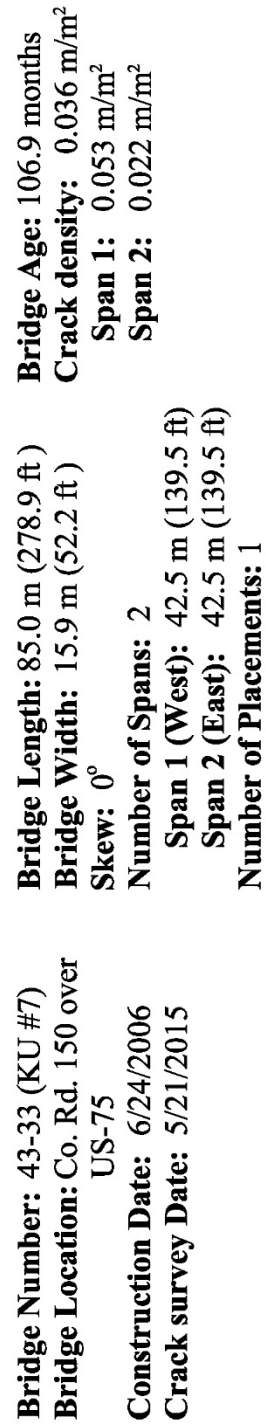 Bridge Number: 43-33 (KU #7)
Bridge Location: Co. Rd. 150 over
US-75
Construction Date: 6/24/2006
Crack survey Date: 5/21/2015
Bridge Length: 85.0 m (278.9 ft )
Bridge Width: 15.9 m (52.2 ft )
Skew: 0°
Number of Spans: 2
Span 1 (West): 42.5 m (139.5 ft)
Span 2 (East): 42.5 m (139.5 ft)
Number of Placements: 1
Bridge Age: 106.9 months
Crack density: 0.036 m/m²
Span 1: 0.053 m/m²
Span 2: 0.022 m/m²